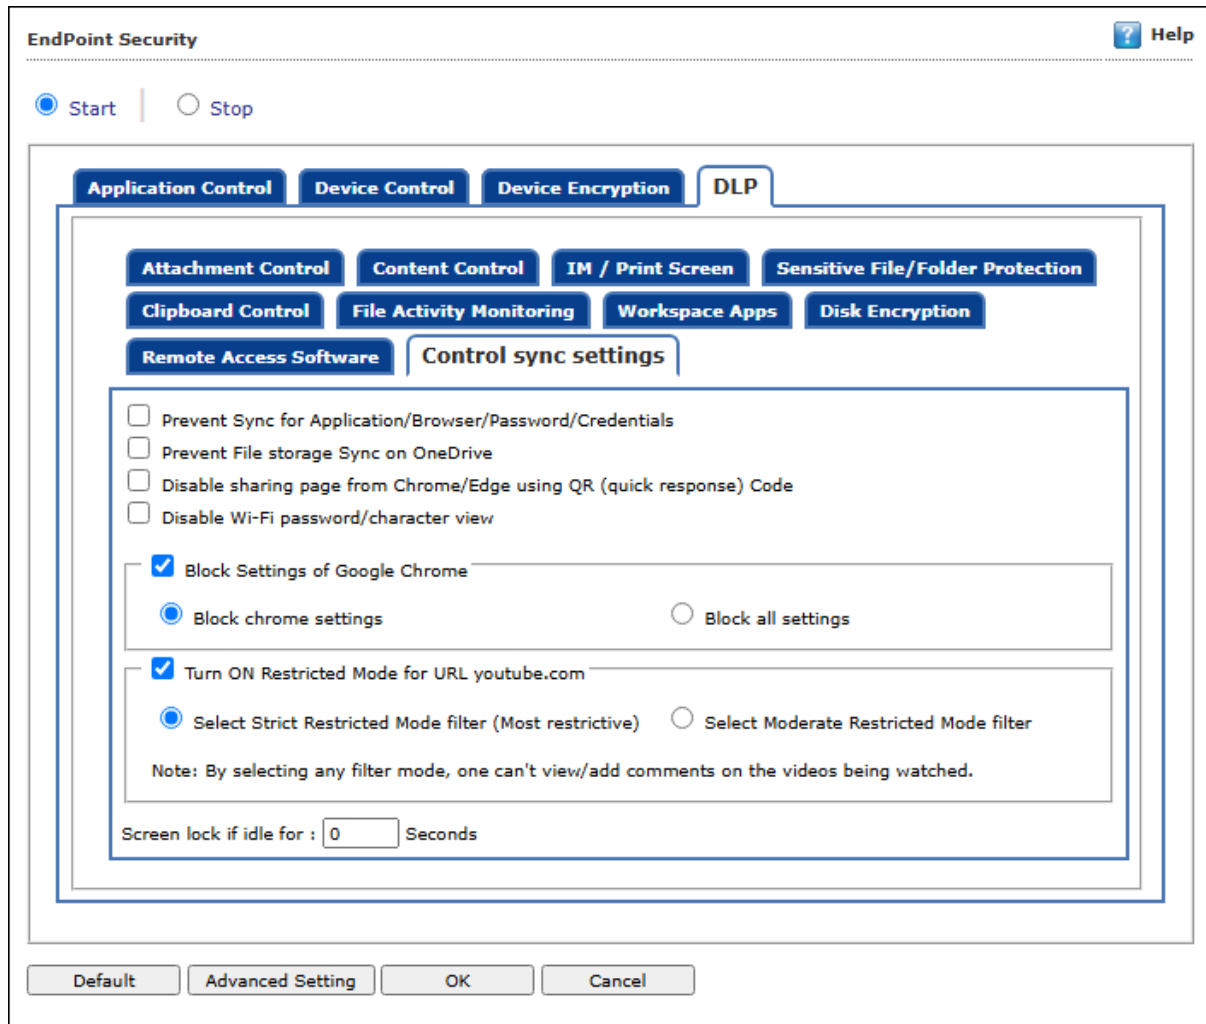 EndPoint Security
Help
Start
Stop
Application Control
Device Control
Device Encryption
DLP
Attachment Control
Content Control
IM / Print Screen
Sensitive File/Folder Protection
Clipboard Control
File Activity Monitoring
Workspace Apps
Disk Encryption
Remote Access Software
Control sync settings
Prevent Sync for Application/Browser/Password/Credentials
Prevent File storage Sync on OneDrive
Disable sharing page from Chrome/Edge using QR (quick response) Code
Disable Wi-Fi password/character view
Block Settings of Google Chrome
Block chrome settings
Block all settings
Turn ON Restricted Mode for URL youtube.com
Select Strict Restricted Mode filter (Most restrictive)
Select Moderate Restricted Mode filter
Note: By selecting any filter mode, one can't view/add comments on the videos being watched.
Screen lock if idle for : 0 Seconds
Default
Advanced Setting
OK
Cancel